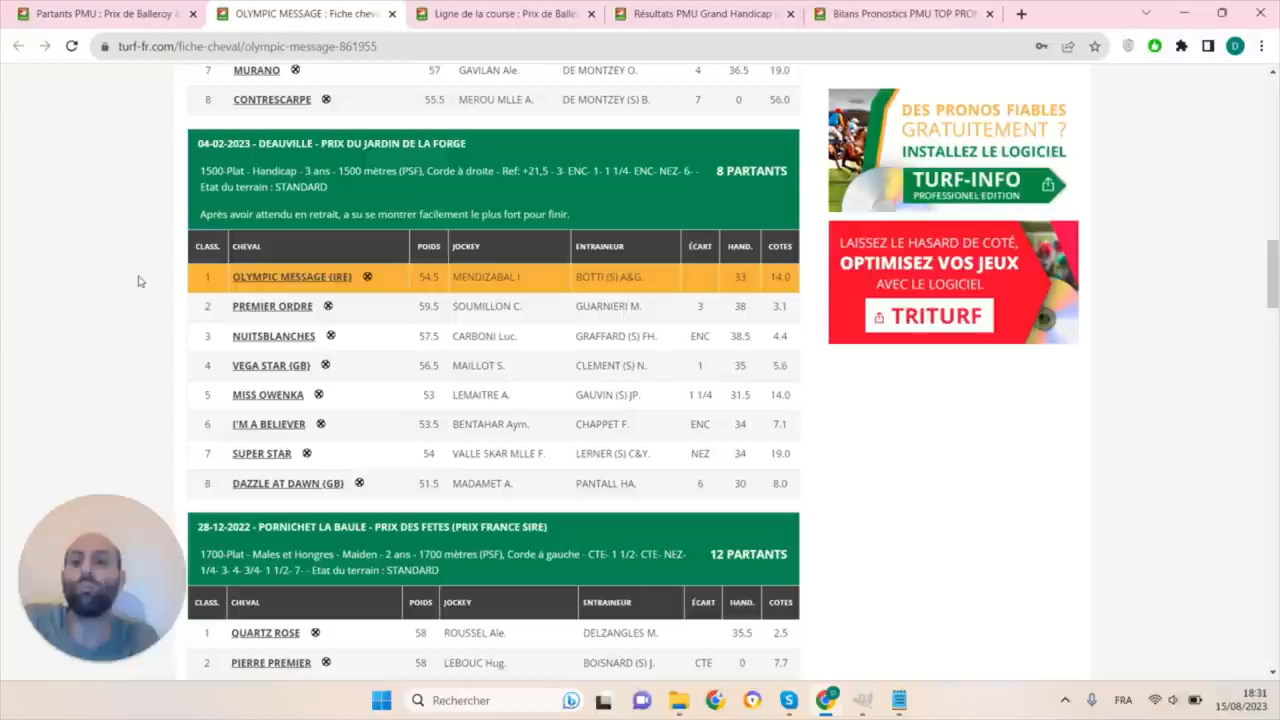 Partants PMU : Prix de Balleroy
OLYMPIC MESSAGE : Fiche chev
Ligne de la course : Prix de Balle
Résultats PMU Grand Handicap
Bilans Pronostics PMU TOP PRO
turf-fr.com/fiche-cheval/olympic-message-861955
D
7 MURANO 57 GAVILAN Ale. DE MONTZEY O. 4 36.5 19.0
8 CONTRESCARPE 55.5 MEROU MLLE A. DE MONTZEY (S) B. 7 0 56.0
04-02-2023 - DEAUVILLE - PRIX DU JARDIN DE LA FORGE
1500-Plat - Handicap - 3 ans - 1500 mètres (PSF), Corde à droite - Ref: +21,5 - 3- ENC- 1- 1 1/4- ENC- NEZ- 6- -
8 PARTANTS
Etat du terrain : STANDARD
Après avoir attendu en retrait, a su se montrer facilement le plus fort pour finir.
CLASS. CHEVAL POIDS JOCKEY ENTRAINEUR ÉCART HAND. COTES
1 OLYMPIC MESSAGE (IRE) 54.5 MENDIZABAL I BOTTI (S) A&G. 33 14.0
2 PREMIER ORDRE 59.5 SOUMILLON C. GUARNIERI M. 3 38 3.1
3 NUITSBLANCHES 57.5 CARBONI Luc. GRAFFARD (S) FH. ENC 38.5 4.4
4 VEGA STAR (GB) 56.5 MAILLOT S. CLEMENT (S) N. 1 35 5.6
5 MISS OWENKA 53 LEMAITRE A. GAUVIN (S) JP. 1 1/4 31.5 14.0
6 I'M A BELIEVER 53.5 BENTAHAR Aym. CHAPPET F. ENC 34 7.1
7 SUPER STAR 54 VALLE SKAR MLLE F. LERNER (S) C&Y. NEZ 34 19.0
8 DAZZLE AT DAWN (GB) 51.5 MADAMET A. PANTALL HA. 6 30 8.0
28-12-2022 - PORNICHET LA BAULE - PRIX DES FETES (PRIX FRANCE SIRE)
1700-Plat - Males et Hongres - Maiden - 2 ans - 1700 mètres (PSF), Corde à gauche - CTE- 1 1/2- CTE- NEZ-
12 PARTANTS
1/4- 3- 4- 3/4- 1 1/2- 7- - Etat du terrain : STANDARD
CLASS. CHEVAL POIDS JOCKEY ENTRAINEUR ÉCART HAND. COTES
1 QUARTZ ROSE 58 ROUSSEL Ale. DELZANGLES M. 35.5 2.5
2 PIERRE PREMIER 58 LEBOUC Hug. BOISNARD (S) J. CTE 0 7.7
DES PRONOS FIABLES
GRATUITEMENT ?
INSTALLEZ LE LOGICIEL
TURF-INFO
PROFESSIONEL EDITION
LAISSEZ LE HASARD DE COTÉ,
OPTIMISEZ VOS JEUX
AVEC LE LOGICIEL
TRITURF
Rechercher
FRA
18:31
15/08/2023